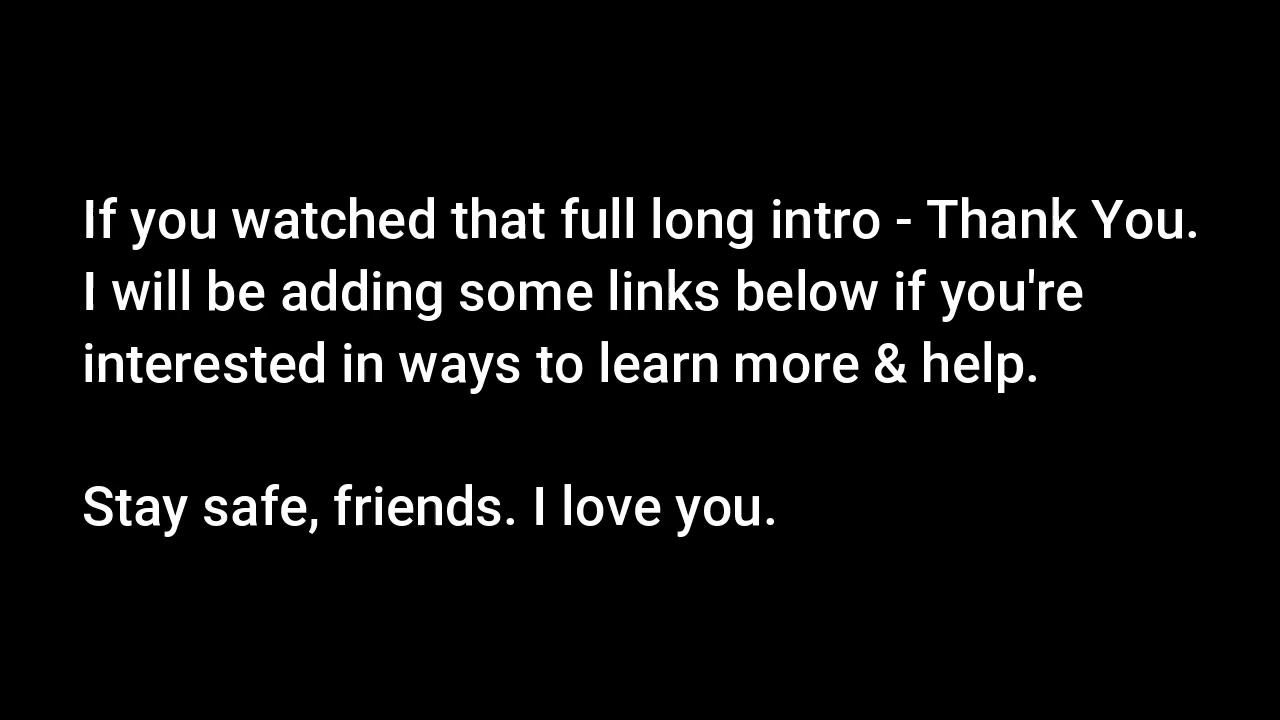 If you watched that full long intro - Thank You.
I will be adding some links below if you're
interested in ways to learn more & help.
Stay safe, friends. I love you.